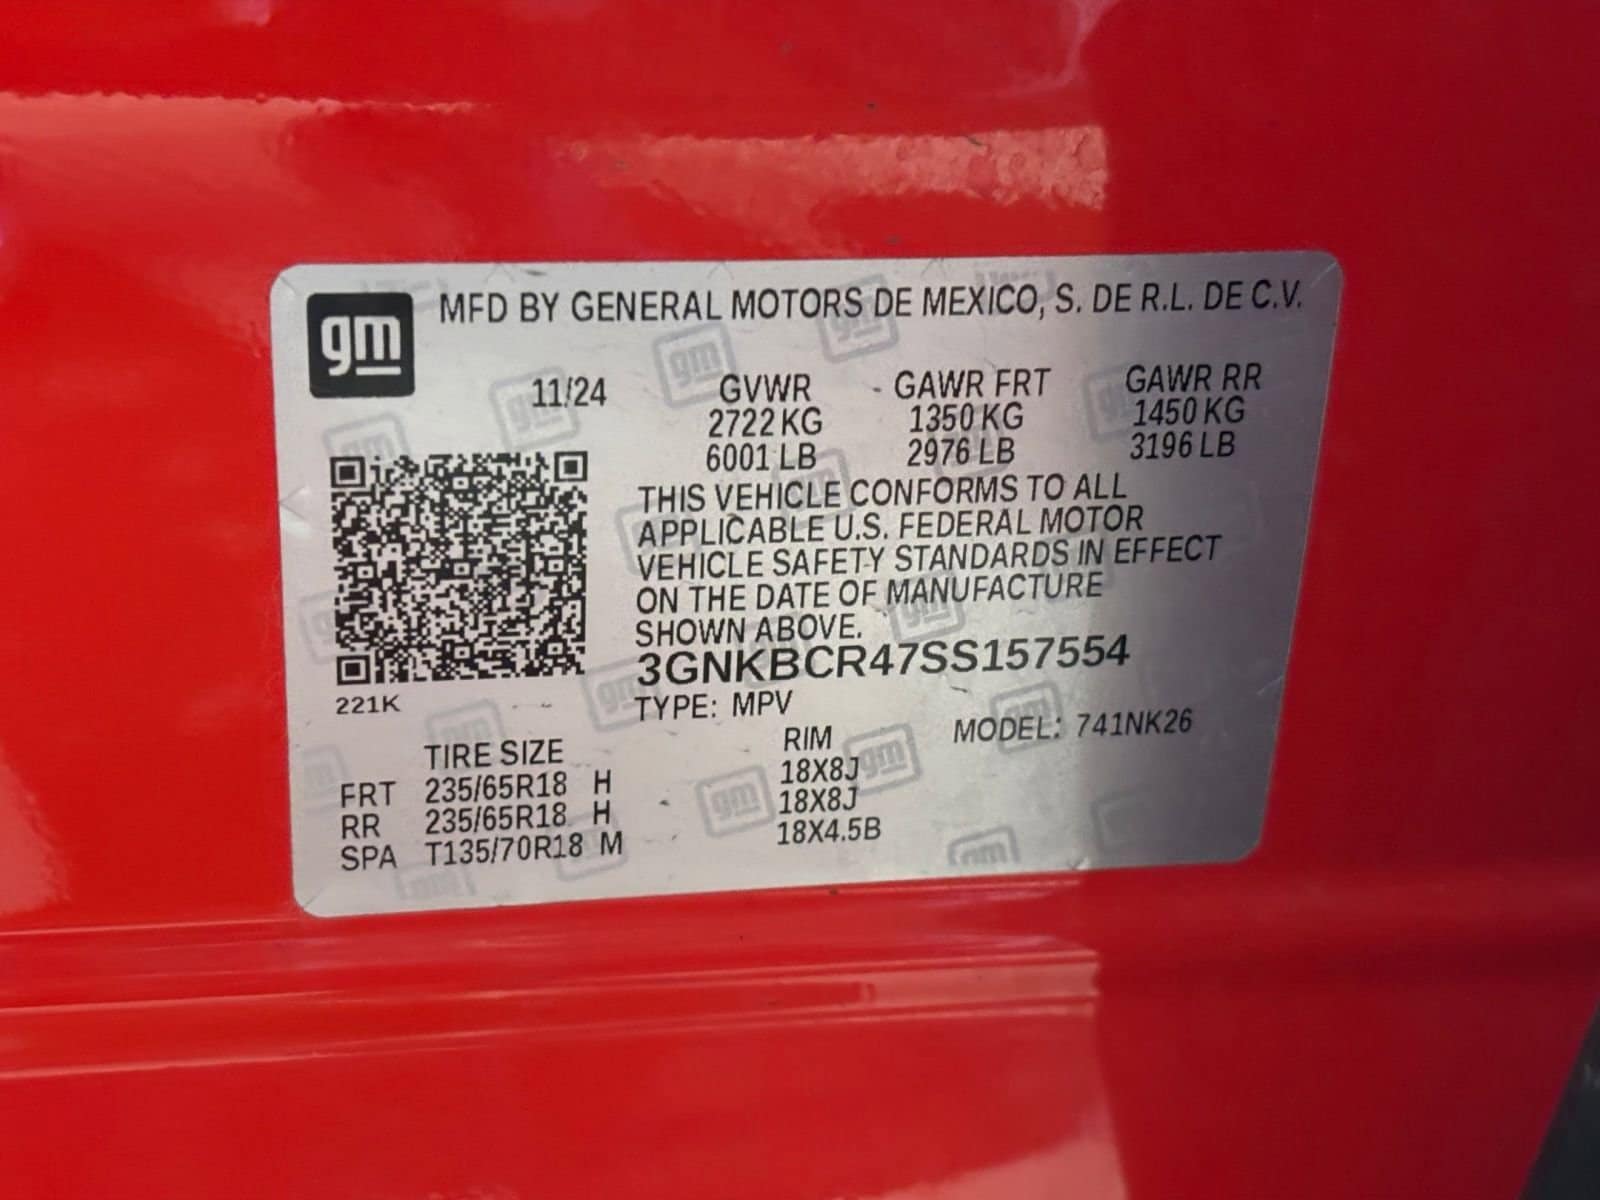 gm MFD BY GENERAL MOTORS DE MEXICO, S. DE R.L. DE C.V.
11/24 GVWR GAWR FRT GAWR RR
2722 KG 1350 KG 1450 KG
6001 LB 2976 LB 3196 LB
THIS VEHICLE CONFORMS TO ALL
APPLICABLE U.S. FEDERAL MOTOR
VEHICLE SAFETY STANDARDS IN EFFECT
ON THE DATE OF MANUFACTURE
SHOWN ABOVE.
3GNKBCR47SS157554
221K
TYPE: MPV
MODEL: 741NK26
TIRE SIZE RIM
FRT 235/65R18 H 18X8J
RR 235/65R18 H 18X8J
SPA T135/70R18 M 18X4.5B